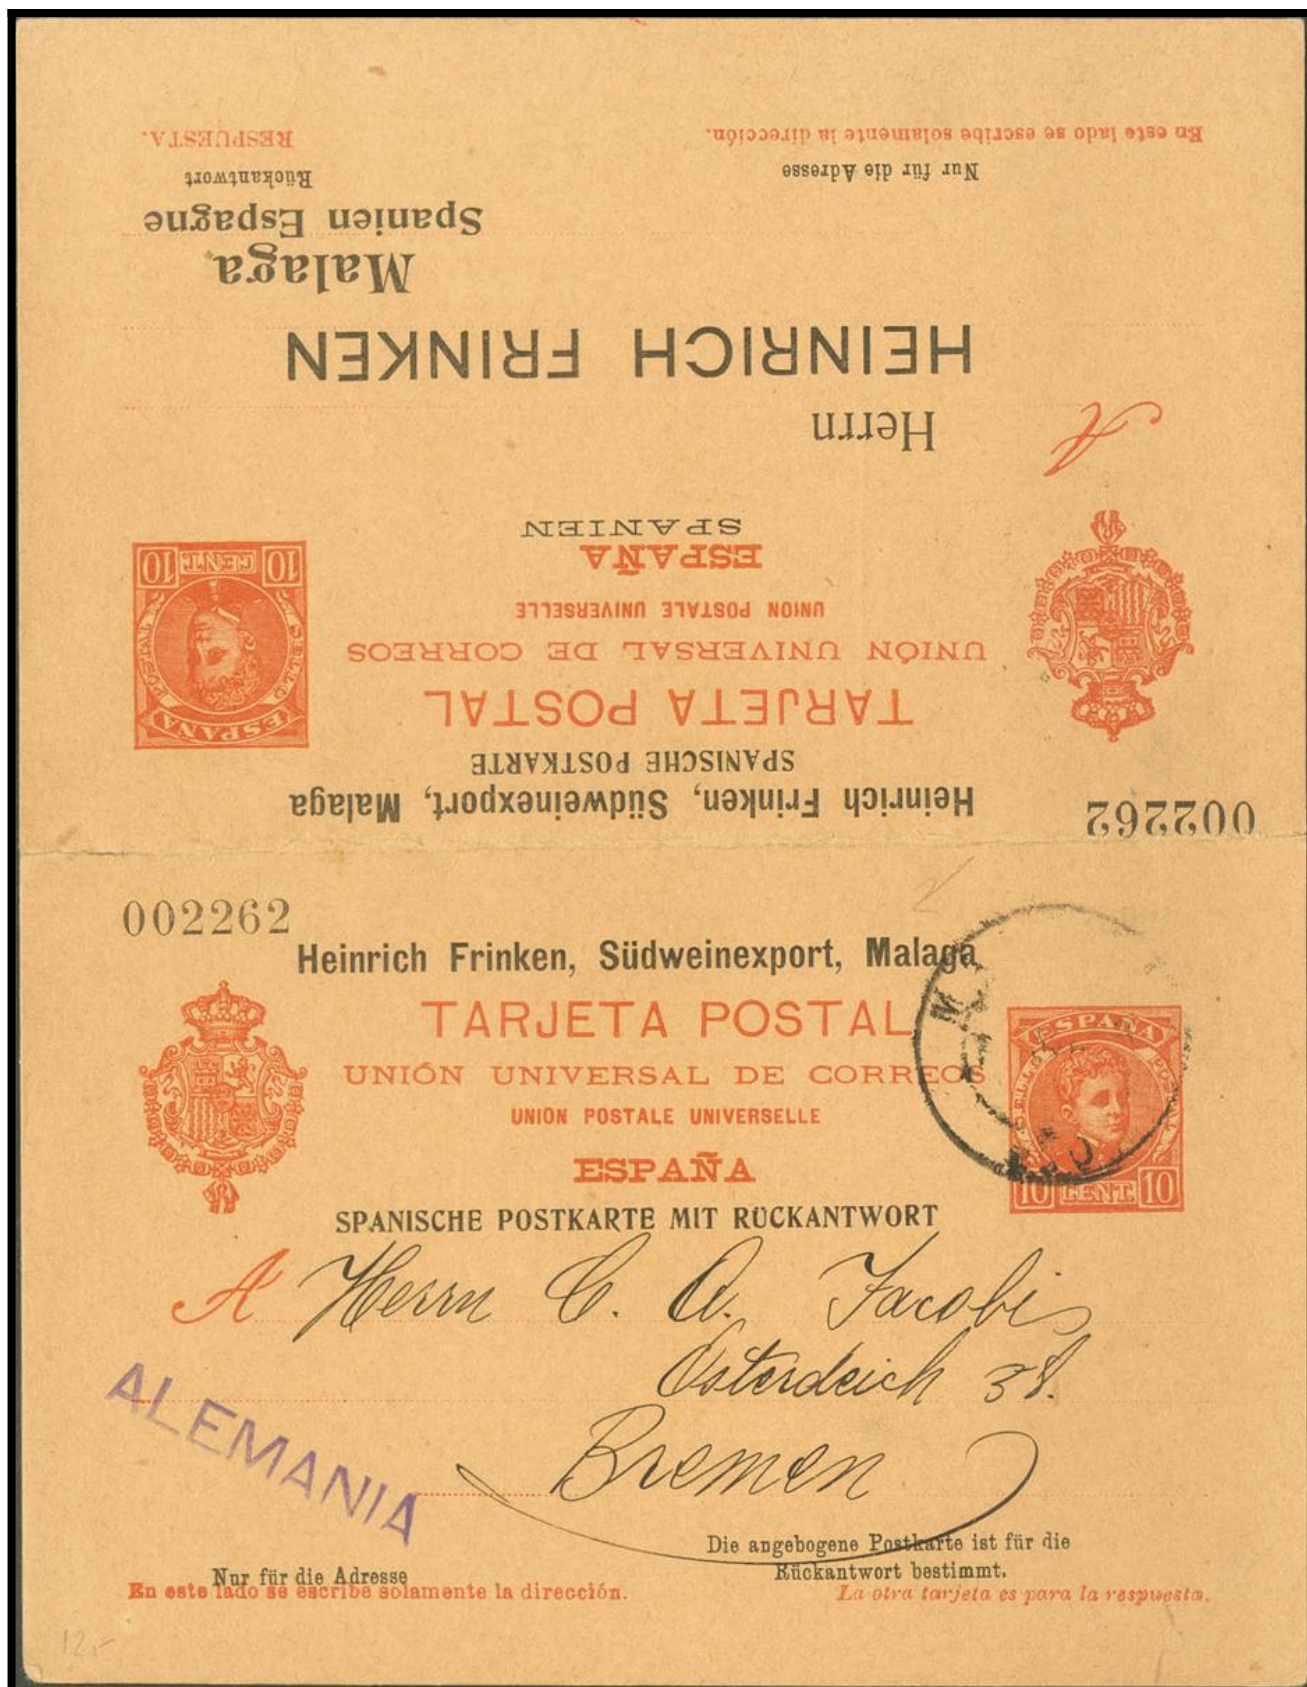 En este lado se escribe solamente la dirección.
RESPUESTA.
Nur für die Adresse
Rückantwort
Spanien Espagne
Malaga
HEINRICH FRINKEN
Herrn
A
SPANIEN
ESPAÑA
UNION POSTALE UNIVERSELLE
UNIÓN UNIVERSAL DE CORREOS
TARJETA POSTAL
SPANISCHE POSTKARTE
Heinrich Frinken, Südweinexport, Malaga
ESPAÑA
SELLO POSTAL
10 CENT. 10
002262
002262
Heinrich Frinken, Südweinexport, Malaga
TARJETA POSTAL
UNIÓN UNIVERSAL DE CORREOS
UNION POSTALE UNIVERSELLE
ESPAÑA
SPANISCHE POSTKARTE MIT RÜCKANTWORT
ESPAÑA
10 CENT. 10
A Herrn C. A. Jacobi
Osterdeich 38.
Bremen
ALEMANIA
Die angebogene Postkarte ist für die
Rückantwort bestimmt.
Nur für die Adresse
En este lado se escribe solamente la dirección.
La otra tarjeta es para la respuesta.
12,-